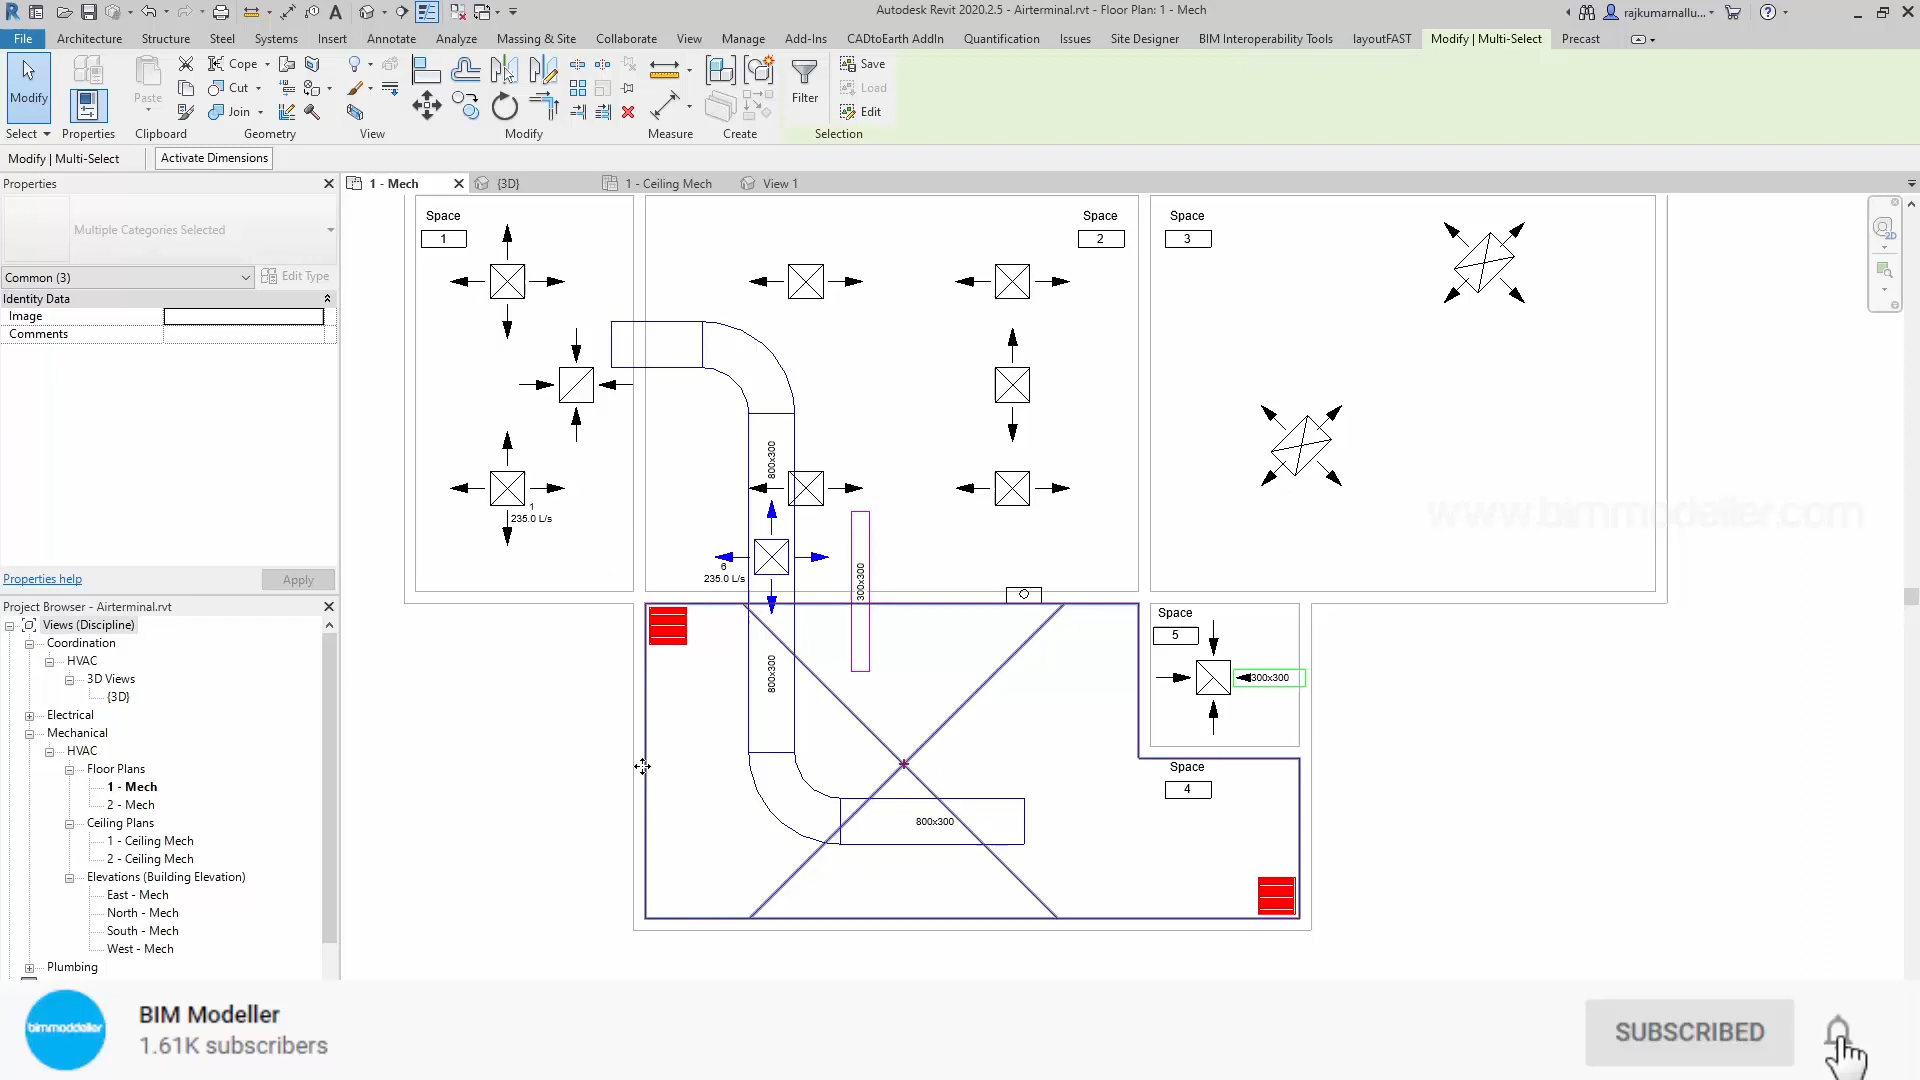 Autodesk Revit 2020.2.5 - Airterminal.rvt - Floor Plan: 1 - Mech
rajkumarnallu...
File Architecture Structure Steel Systems Insert Annotate Analyze Massing & Site Collaborate View Manage Add-Ins CADtoEarth AddIn Quantification Issues Site Designer BIM Interoperability Tools layoutFAST Modify | Multi-Select Precast
Cope
Save
Cut
Load
Modify
Paste
Join
Filter
Edit
Select Properties Clipboard Geometry View Modify Measure Create Selection
Modify | Multi-Select Activate Dimensions
Properties
1 - Mech {3D} 1 - Ceiling Mech View 1
Multiple Categories Selected
Common (3) Edit Type
Identity Data
Image
Comments
Properties help Apply
Project Browser - Airterminal.rvt
Views (Discipline)
Coordination
HVAC
3D Views
{3D}
Electrical
Mechanical
HVAC
Floor Plans
1 - Mech
2 - Mech
Ceiling Plans
1 - Ceiling Mech
2 - Ceiling Mech
Elevations (Building Elevation)
East - Mech
North - Mech
South - Mech
West - Mech
Plumbing
Space
1
Space
2
Space
3
2D
800x300
1
235.0 L/s
www.bimmodeller.com
6
235.0 L/s
300x300
Space
5
300x300
800x300
Space
4
800x300
bimmoddeller
BIM Modeller
1.61K subscribers
SUBSCRIBED